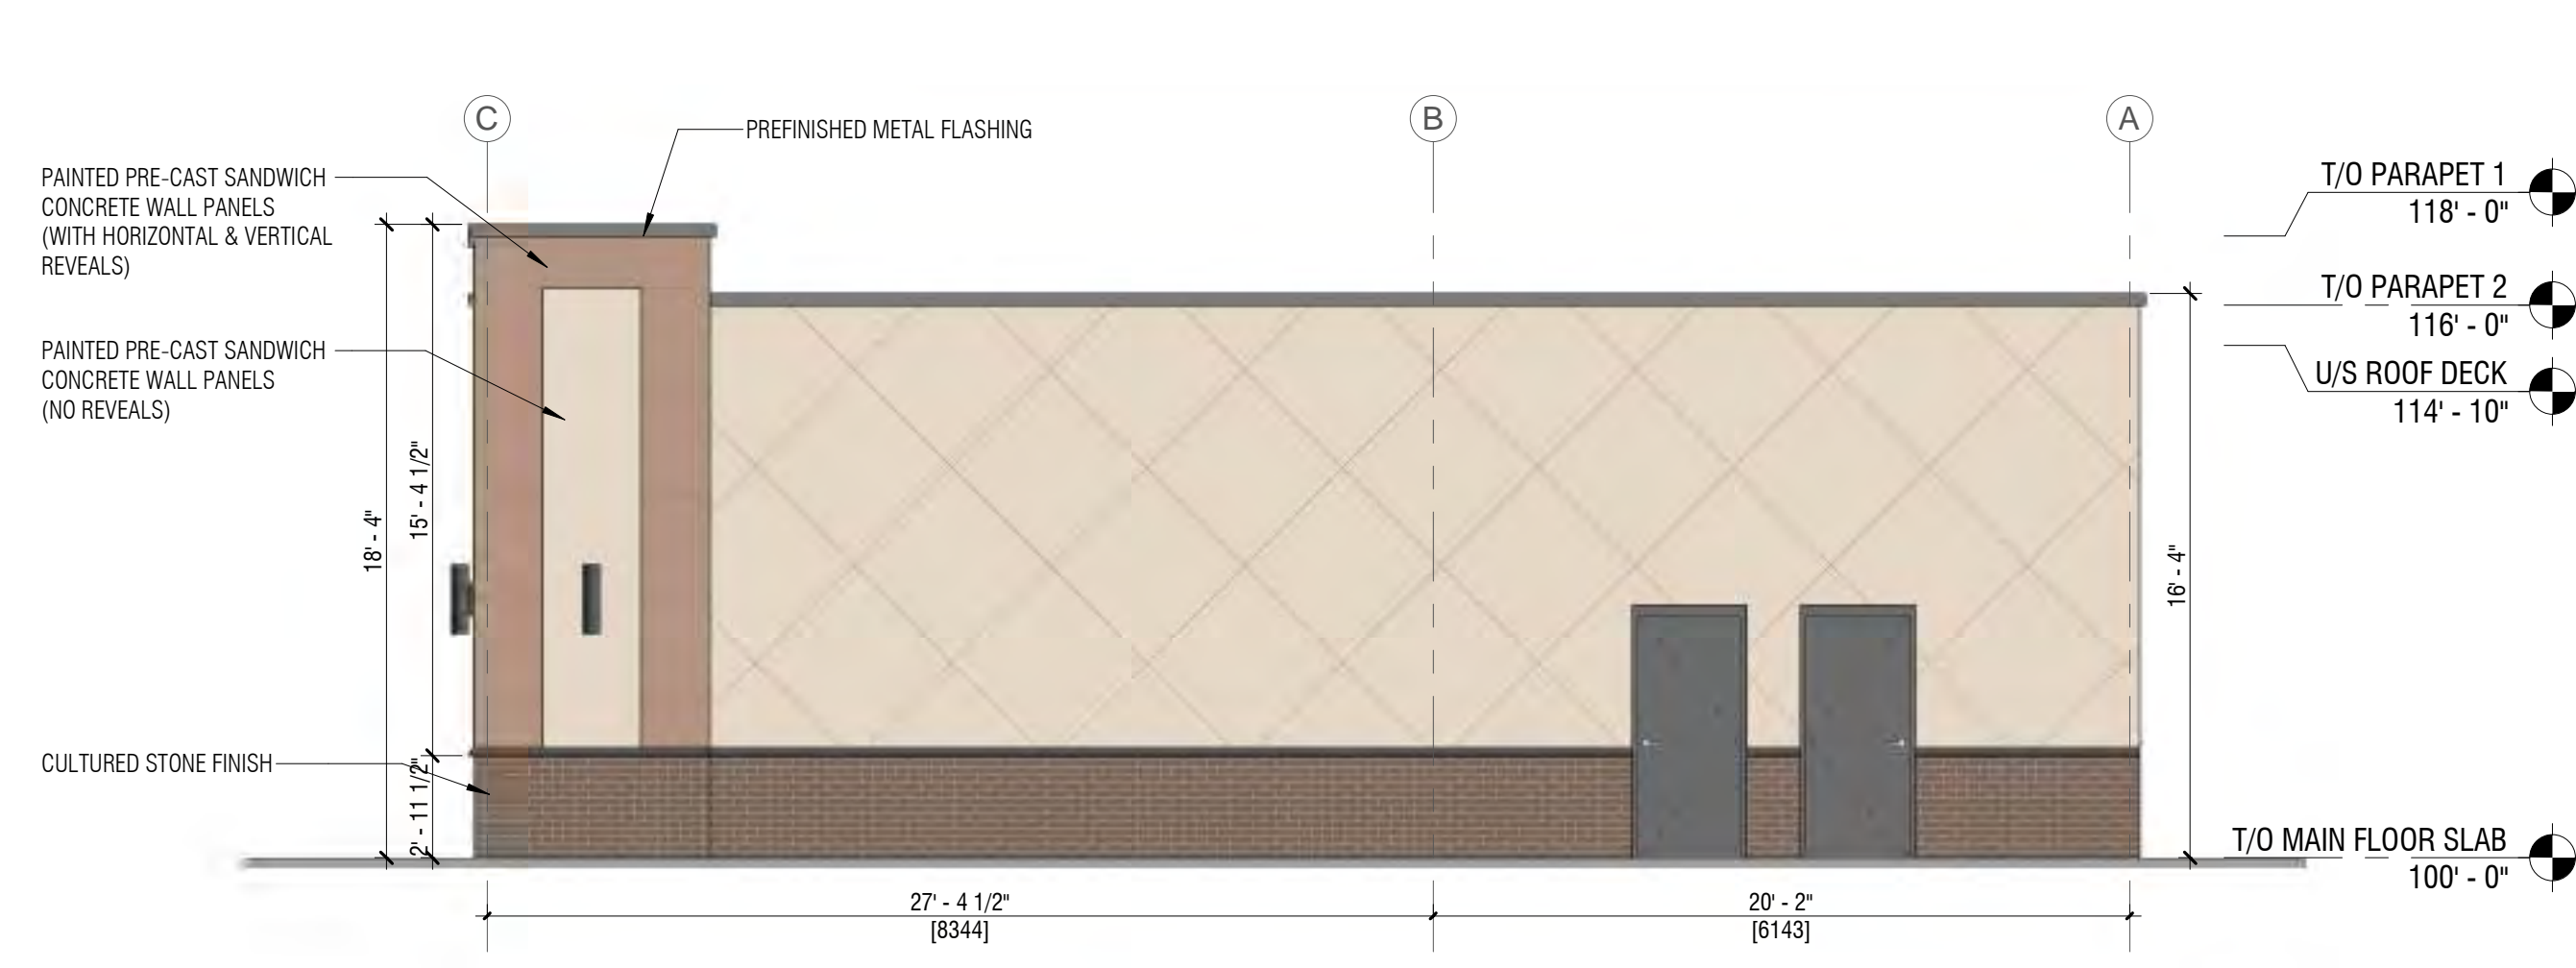 C
B
A
PREFINISHED METAL FLASHING
PAINTED PRE-CAST SANDWICH
CONCRETE WALL PANELS
(WITH HORIZONTAL & VERTICAL
REVEALS)
PAINTED PRE-CAST SANDWICH
CONCRETE WALL PANELS
(NO REVEALS)
CULTURED STONE FINISH
18' - 4"
15' - 4 1/2"
2' - 11 1/2"
27' - 4 1/2"
[8344]
20' - 2"
[6143]
16' - 4"
T/O PARAPET 1
118' - 0"
T/O PARAPET 2
116' - 0"
U/S ROOF DECK
114' - 10"
T/O MAIN FLOOR SLAB
100' - 0"